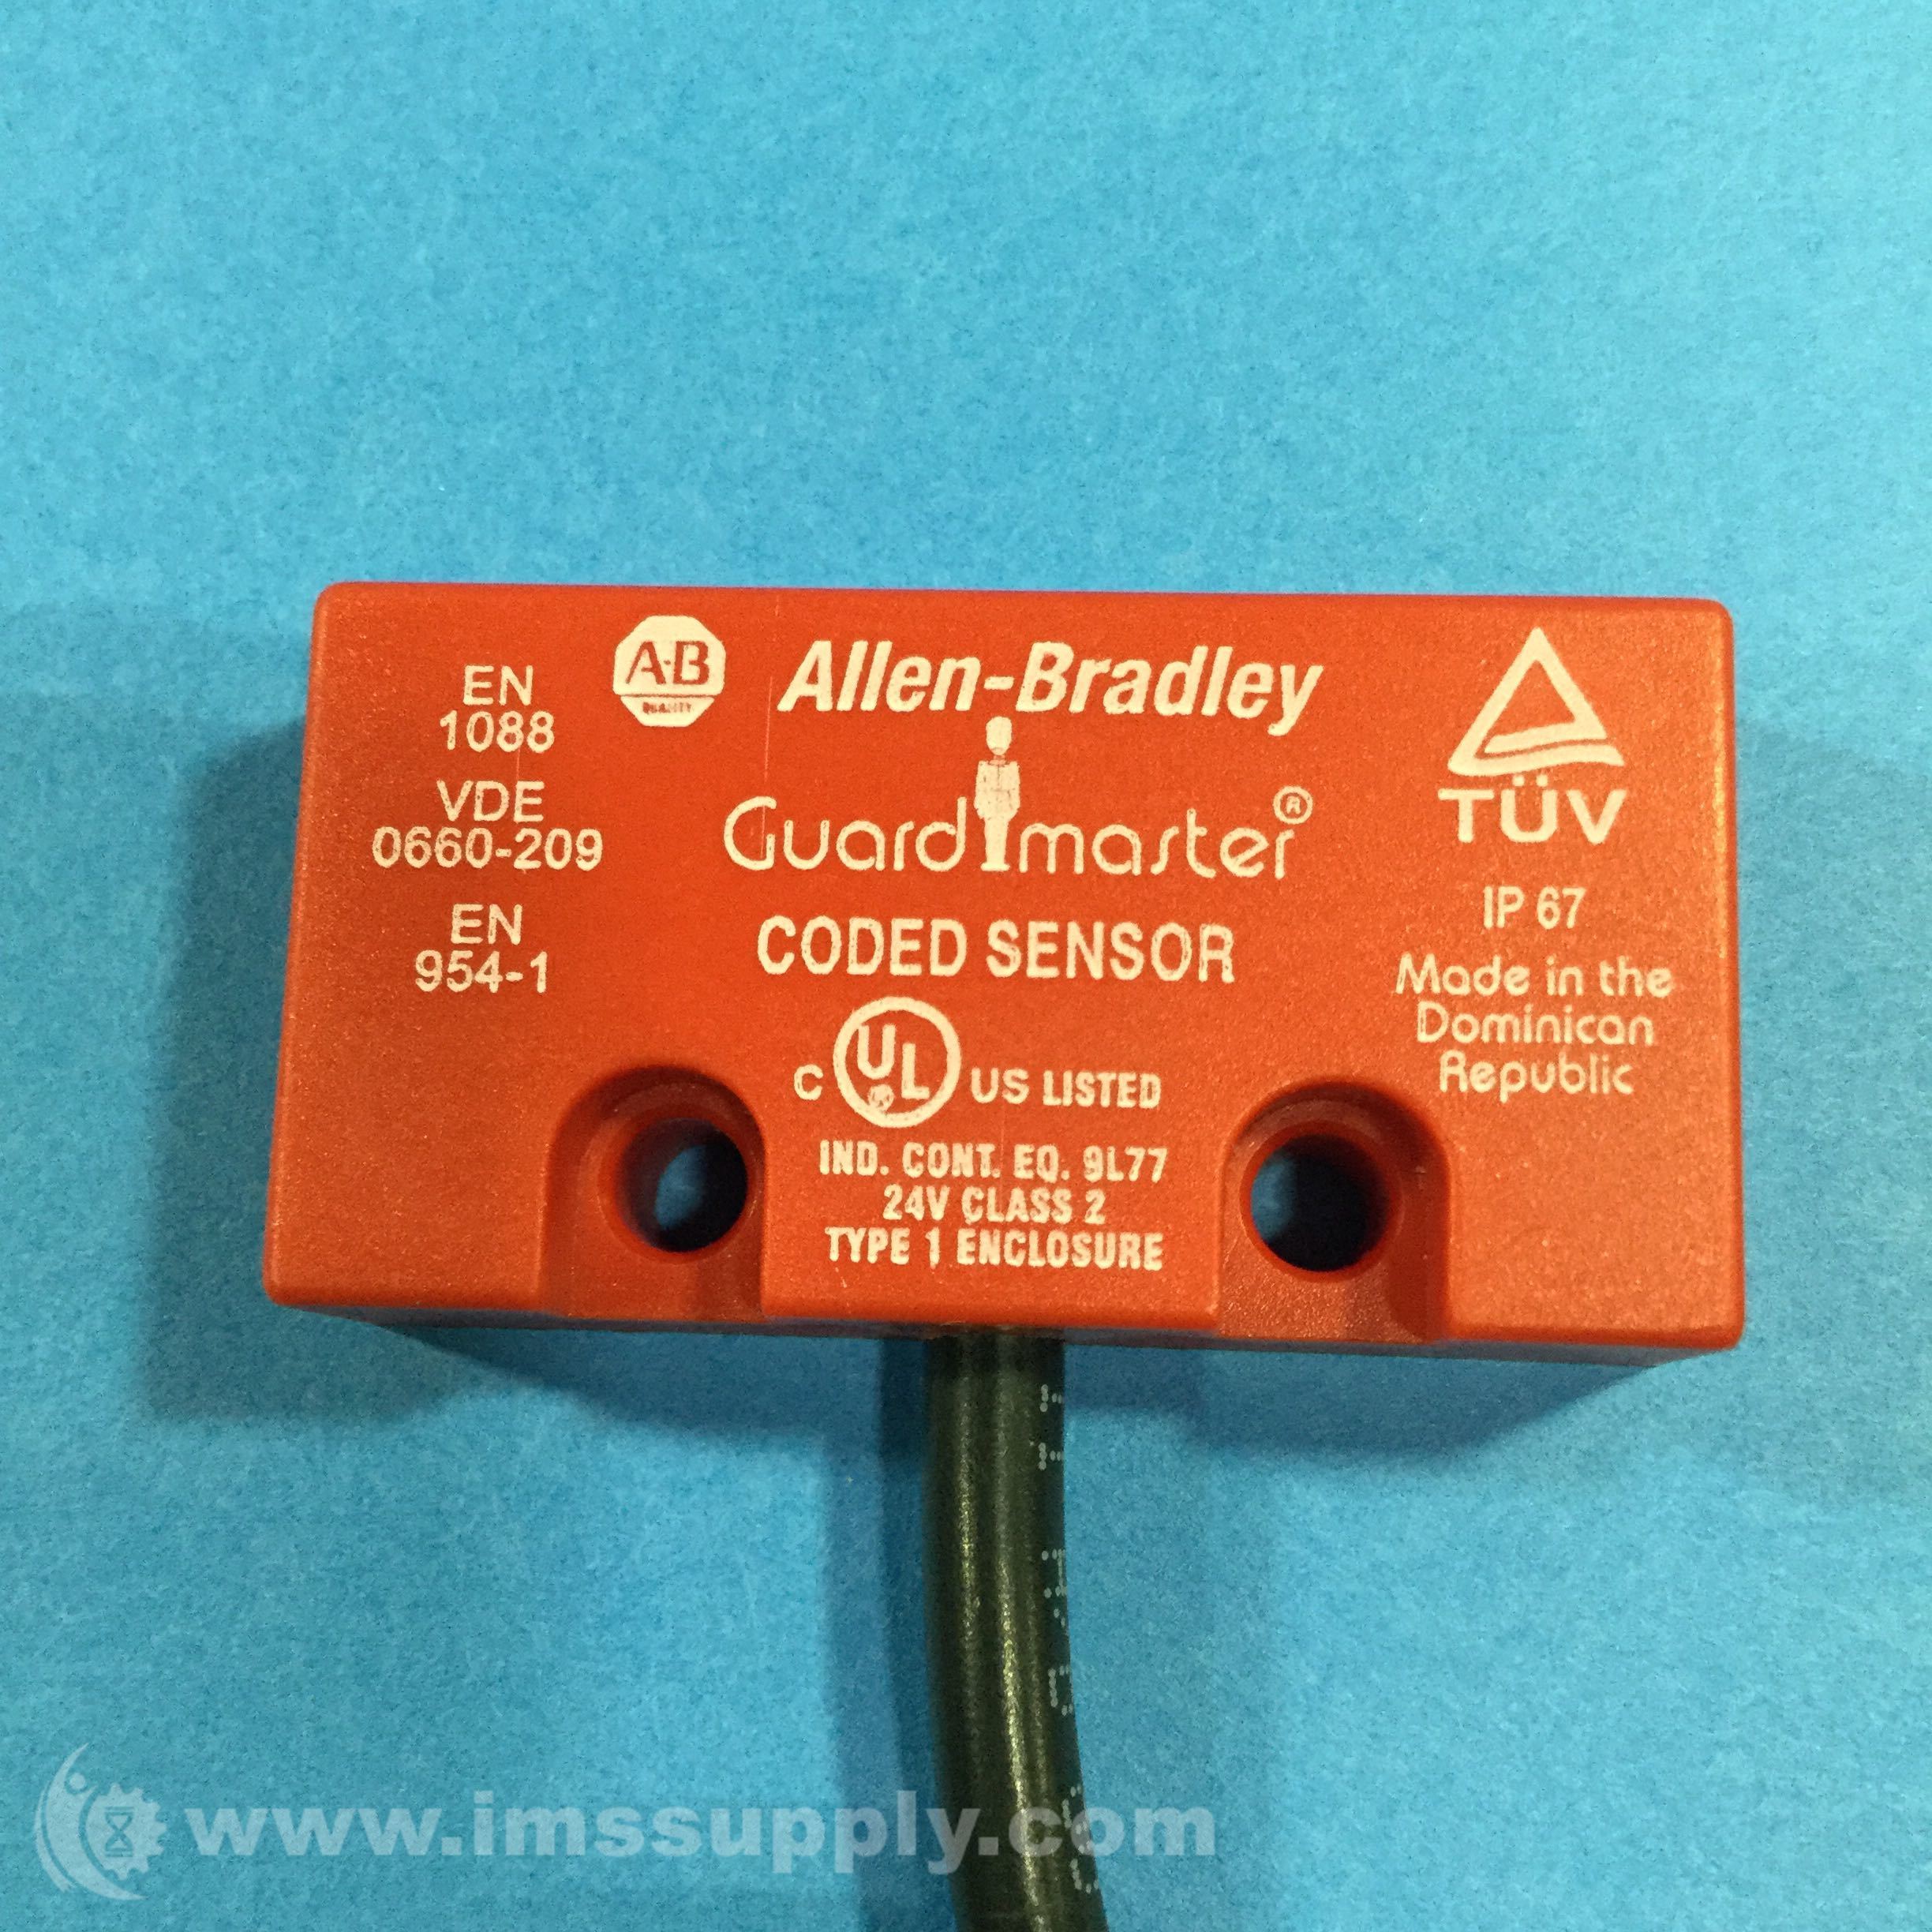 EN
1088
VDE
0660-209
EN
954-1
A-B
QUALITY
Allen-Bradley
Guardmaster®
CODED SENSOR
C UL US LISTED
IND. CONT. EQ. 9L77
24V CLASS 2
TYPE 1 ENCLOSURE
TÜV
IP 67
Made in the
Dominican
Republic
www.imssupply.com